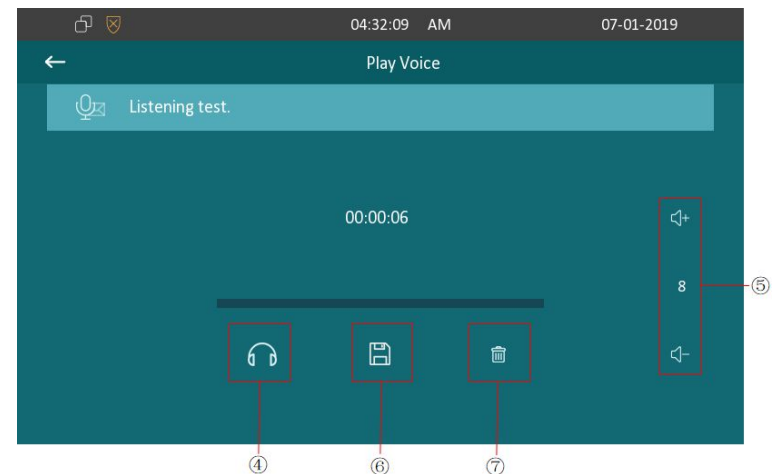 04:32:09 AM 07-01-2019
Play Voice
Listening test.
00:00:06
8
⑤
④ ⑥ ⑦